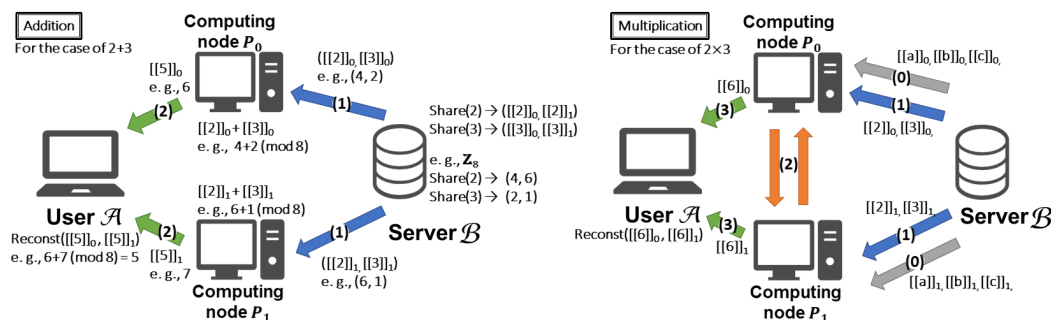 Addition
For the case of 2+3
Computing
node P₀
[[5]]₀
e. g., 6
(2)
([[2]]₀, [[3]]₀)
e. g., (4, 2)
(1)
[[2]]₀ + [[3]]₀
e. g., 4+2 (mod 8)
Share(2) → ([[2]]₀, [[2]]₁)
Share(3) → ([[3]]₀, [[3]]₁)
e. g., Z₈
Share(2) → (4, 6)
Share(3) → (2, 1)
User 𝒜
Reconst([[5]]₀, [[5]]₁)
e. g., 6+7 (mod 8) = 5
[[2]]₁ + [[3]]₁
e. g., 6+1 (mod 8)
(2)
[[5]]₁
e. g., 7
(1)
([[2]]₁, [[3]]₁)
e. g., (6, 1)
Server ℬ
Computing
node P₁
Multiplication
For the case of 2×3
Computing
node P₀
[[a]]₀, [[b]]₀, [[c]]₀,
(0)
(1)
[[2]]₀, [[3]]₀,
[[6]]₀
(3)
(2)
User 𝒜
Reconst([[6]]₀, [[6]]₁)
(3)
[[6]]₁
Server ℬ
[[2]]₁, [[3]]₁,
(1)
(0)
[[a]]₁, [[b]]₁, [[c]]₁,
Computing
node P₁